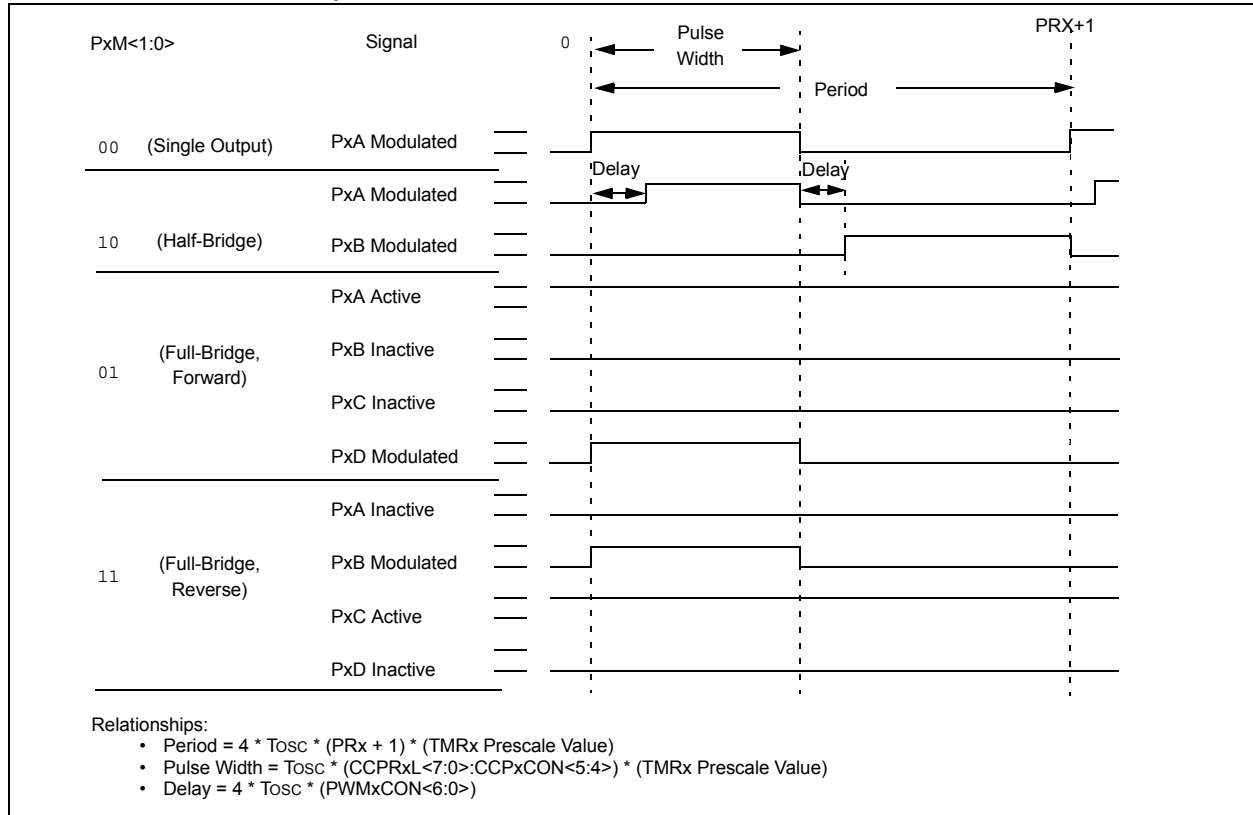 PxM<1:0>
Signal
0
Pulse
Width
PRX+1
Period
00
(Single Output)
PxA Modulated
Delay
Delay
PxA Modulated
10
(Half-Bridge)
PxB Modulated
PxA Active
01
(Full-Bridge,
Forward)
PxB Inactive
PxC Inactive
PxD Modulated
PxA Inactive
11
(Full-Bridge,
Reverse)
PxB Modulated
PxC Active
PxD Inactive
Relationships:
• Period = 4 * Tosc * (PRx + 1) * (TMRx Prescale Value)
• Pulse Width = Tosc * (CCPRxL<7:0>:CCPxCON<5:4>) * (TMRx Prescale Value)
• Delay = 4 * Tosc * (PWMxCON<6:0>)